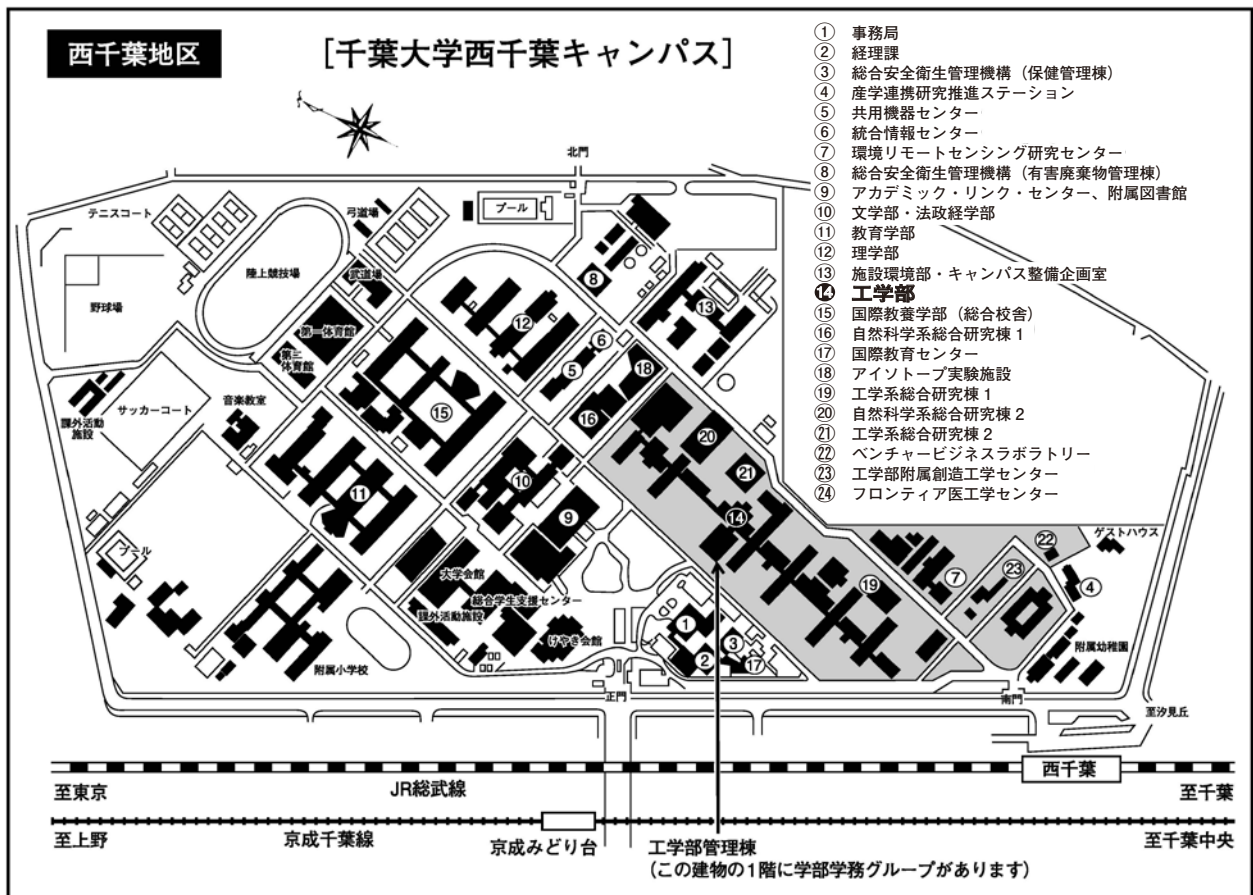 西千葉地区
[千葉大学西千葉キャンパス]
① 事務局
② 経理課
③ 総合安全衛生管理機構(保健管理棟)
④ 産学連携研究推進ステーション
⑤ 共用機器センター
⑥ 統合情報センター
⑦ 環境リモートセンシング研究センター
⑧ 総合安全衛生管理機構(有害廃棄物管理棟)
⑨ アカデミック・リンク・センター、附属図書館
⑩ 文学部・法政経学部
⑪ 教育学部
⑫ 理学部
⑬ 施設環境部・キャンパス整備企画室
⓮ 工学部
⑮ 国際教養学部(総合校舎)
⑯ 自然科学系総合研究棟1
⑰ 国際教育センター
⑱ アイソトープ実験施設
⑲ 工学系総合研究棟1
⑳ 自然科学系総合研究棟2
㉑ 工学系総合研究棟2
㉒ ベンチャービジネスラボラトリー
㉓ 工学部附属創造工学センター
㉔ フロンティア医工学センター
北門
テニスコート
弓道場
プール
陸上競技場
武道場
野球場
⑧
⑬
⑫
第一体育館
⑥
第二
体育館
⑤
⑱
課外活動
施設
サッカーコート
音楽教室
⑮
⑯
⑳
㉑
⑪
⑩
⑨
⓮
プール
大学会館
総合学生支援センター
課外活動施設
けやき会館
①
③
②
⑰
⑲
⑦
㉓
㉒
ゲストハウス
④
附属幼稚園
附属小学校
正門
南門
至汐見丘
西千葉
至東京
JR総武線
至千葉
至上野
京成千葉線
京成みどり台
至千葉中央
工学部管理棟
(この建物の1階に学部学務グループがあります)